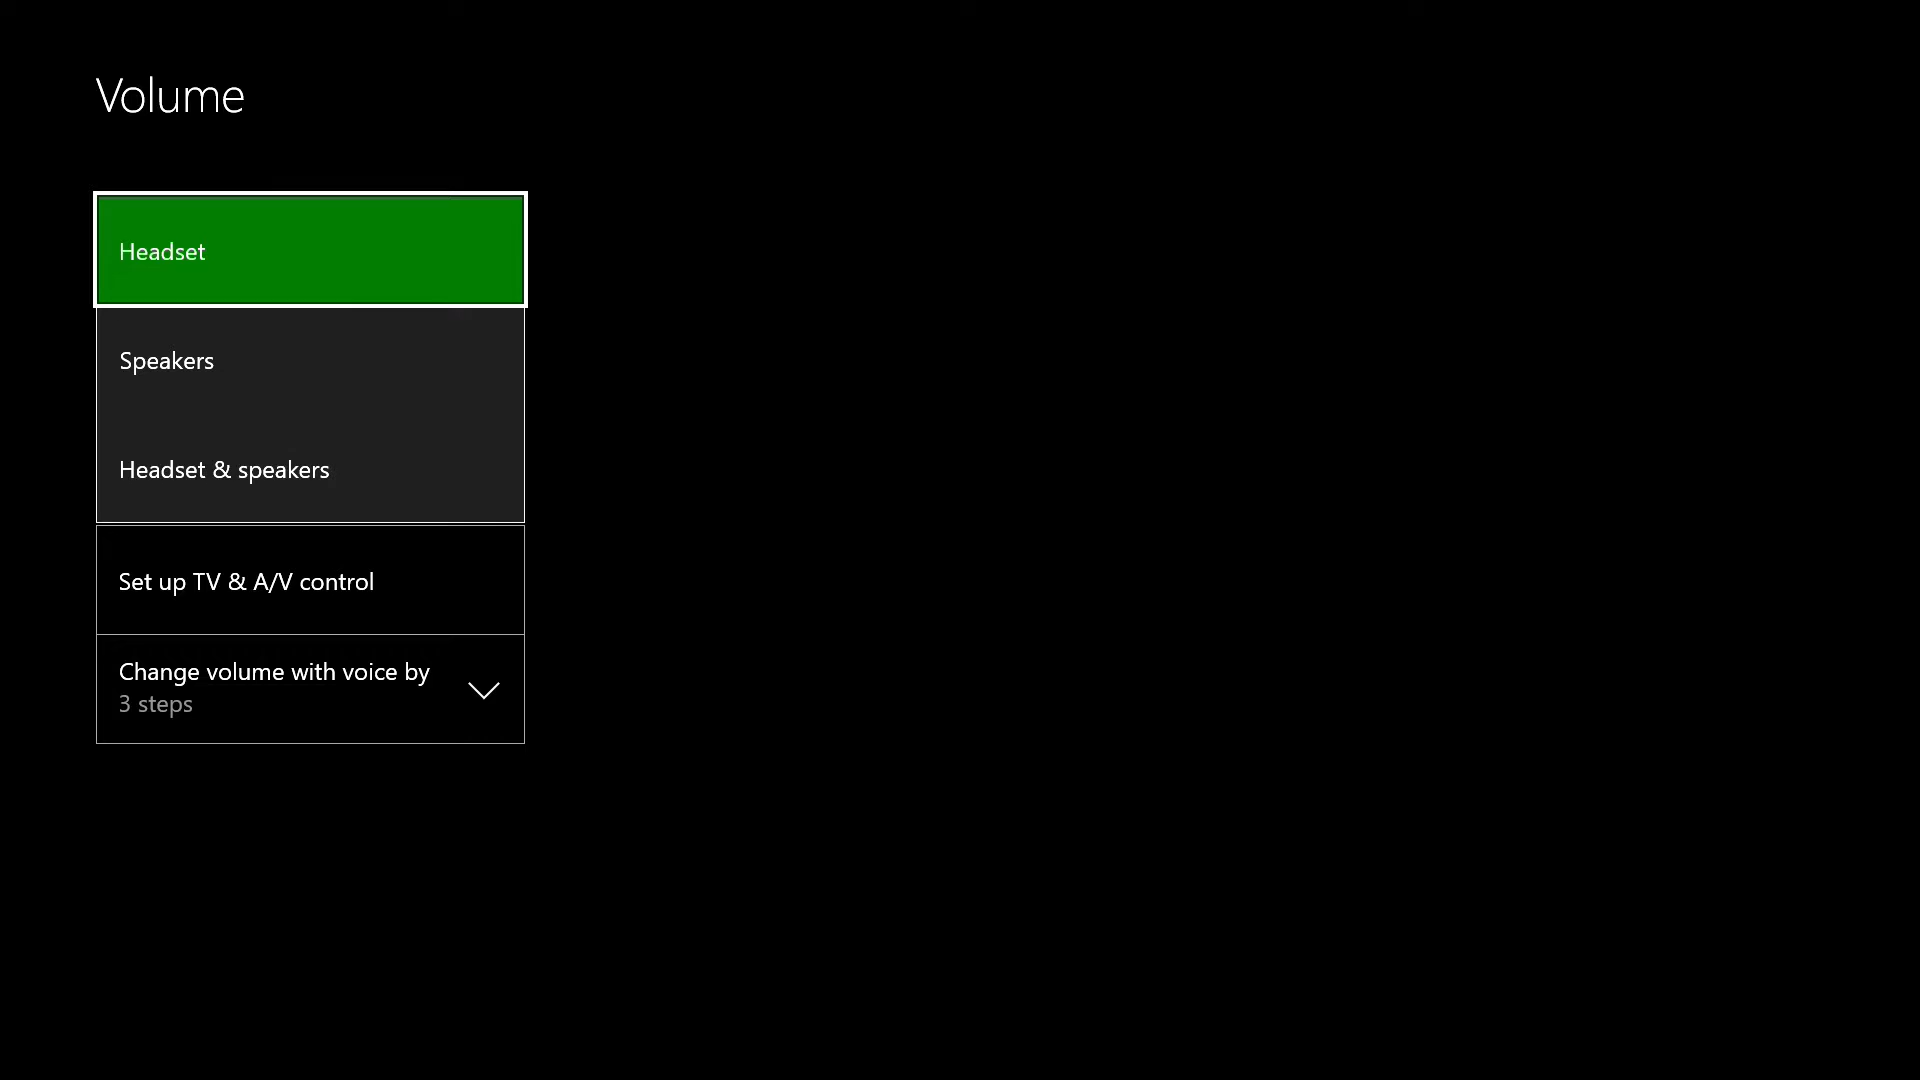 Volume
Headset
Speakers
Headset & speakers
Set up TV & A/V control
Change volume with voice by
3 steps